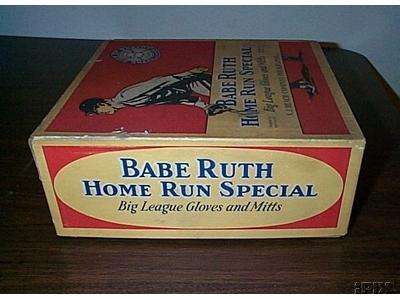 BABE RUTH
HOME RUN SPECIAL
Big League Gloves and Mitts
BABE RUTH
HOME RUN SPECIAL
Big League Gloves and Mitts